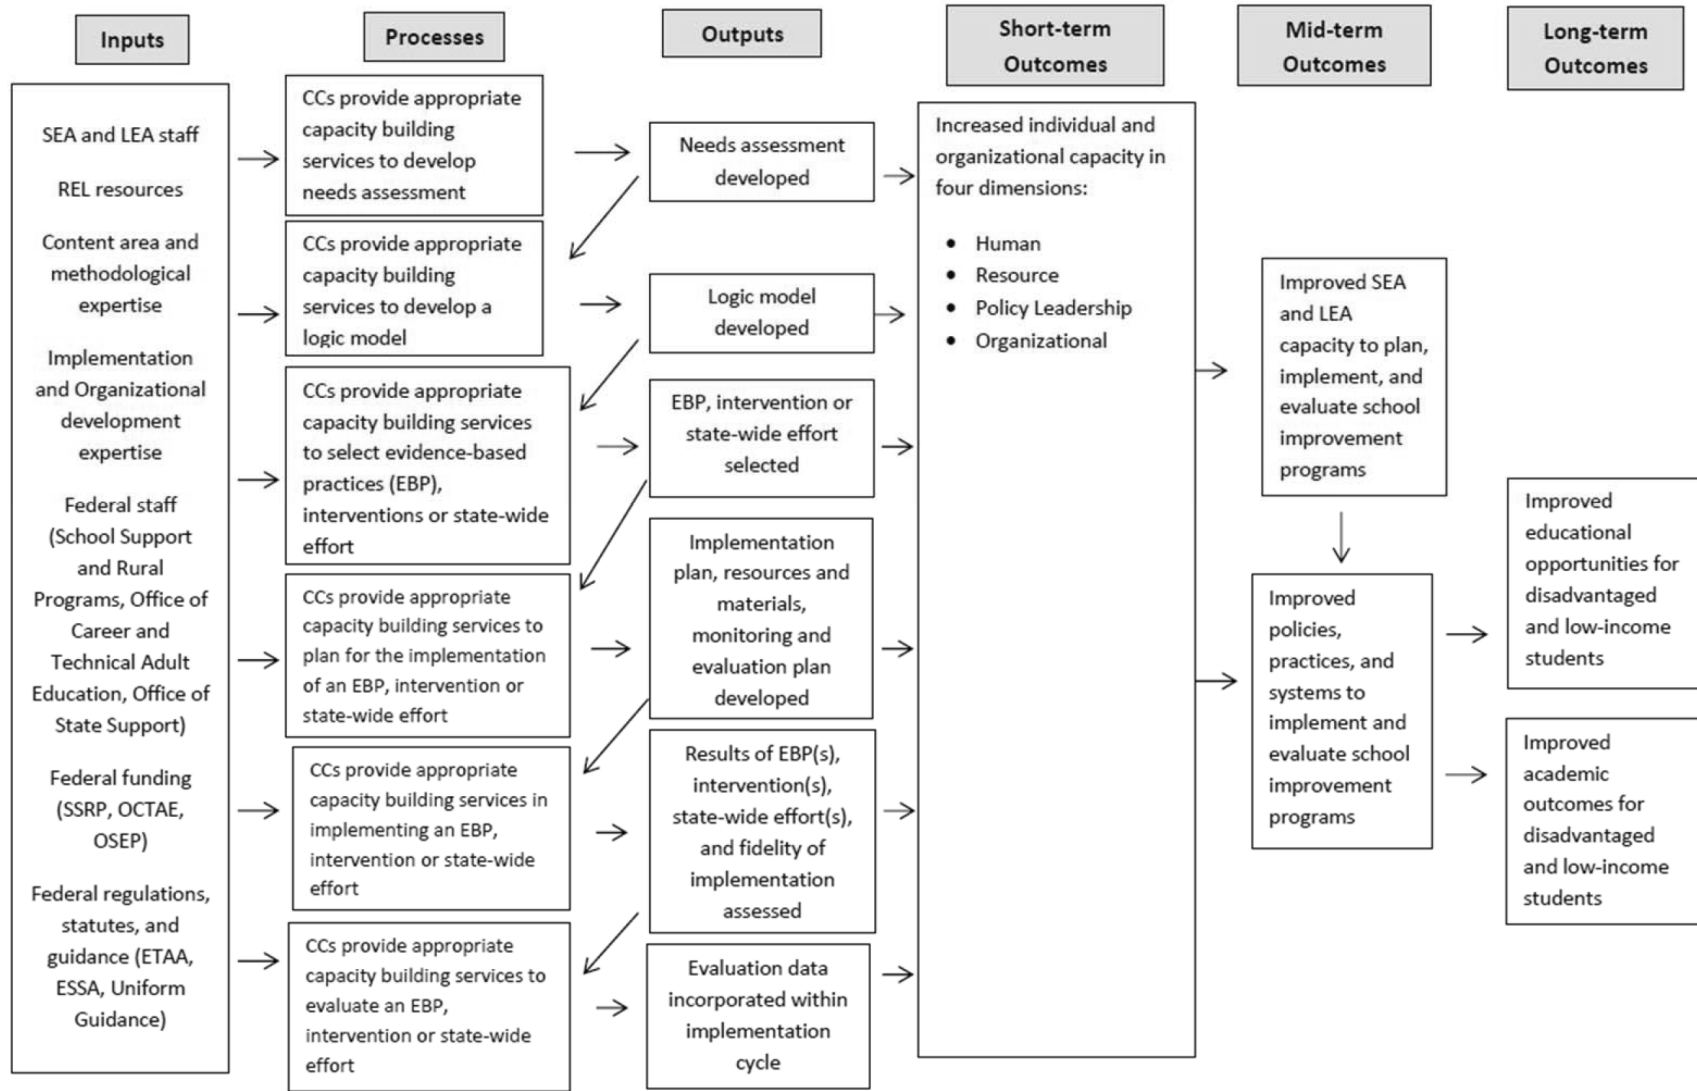 Inputs
Processes
Outputs
Short-term
Outcomes
Mid-term
Outcomes
Long-term
Outcomes
SEA and LEA staff
REL resources
Content area and
methodological
expertise
Implementation
and Organizational
development
expertise
Federal staff
(School Support
and Rural
Programs, Office of
Career and
Technical Adult
Education, Office of
State Support)
Federal funding
(SSRP, OCTAE,
OSEP)
Federal regulations,
statutes, and
guidance (ETAA,
ESSA, Uniform
Guidance)
CCs provide appropriate
capacity building
services to develop
needs assessment
CCs provide appropriate
capacity building
services to develop a
logic model
CCs provide appropriate
capacity building services
to select evidence-based
practices (EBP),
interventions or state-wide
effort
CCs provide appropriate
capacity building services to
plan for the implementation
of an EBP, intervention or
state-wide effort
CCs provide appropriate
capacity building services in
implementing an EBP,
intervention or state-wide
effort
CCs provide appropriate
capacity building services to
evaluate an EBP,
intervention or state-wide
effort
Needs assessment
developed
Logic model
developed
EBP, intervention or
state-wide effort
selected
Implementation
plan, resources and
materials,
monitoring and
evaluation plan
developed
Results of EBP(s),
intervention(s),
state-wide effort(s),
and fidelity of
implementation
assessed
Evaluation data
incorporated within
implementation
cycle
Increased individual and
organizational capacity in
four dimensions:
• Human
• Resource
• Policy Leadership
• Organizational
Improved SEA
and LEA
capacity to plan,
implement, and
evaluate school
improvement
programs
Improved
policies,
practices, and
systems to
implement and
evaluate school
improvement
programs
Improved
educational
opportunities for
disadvantaged
and low-income
students
Improved
academic
outcomes for
disadvantaged
and low-income
students